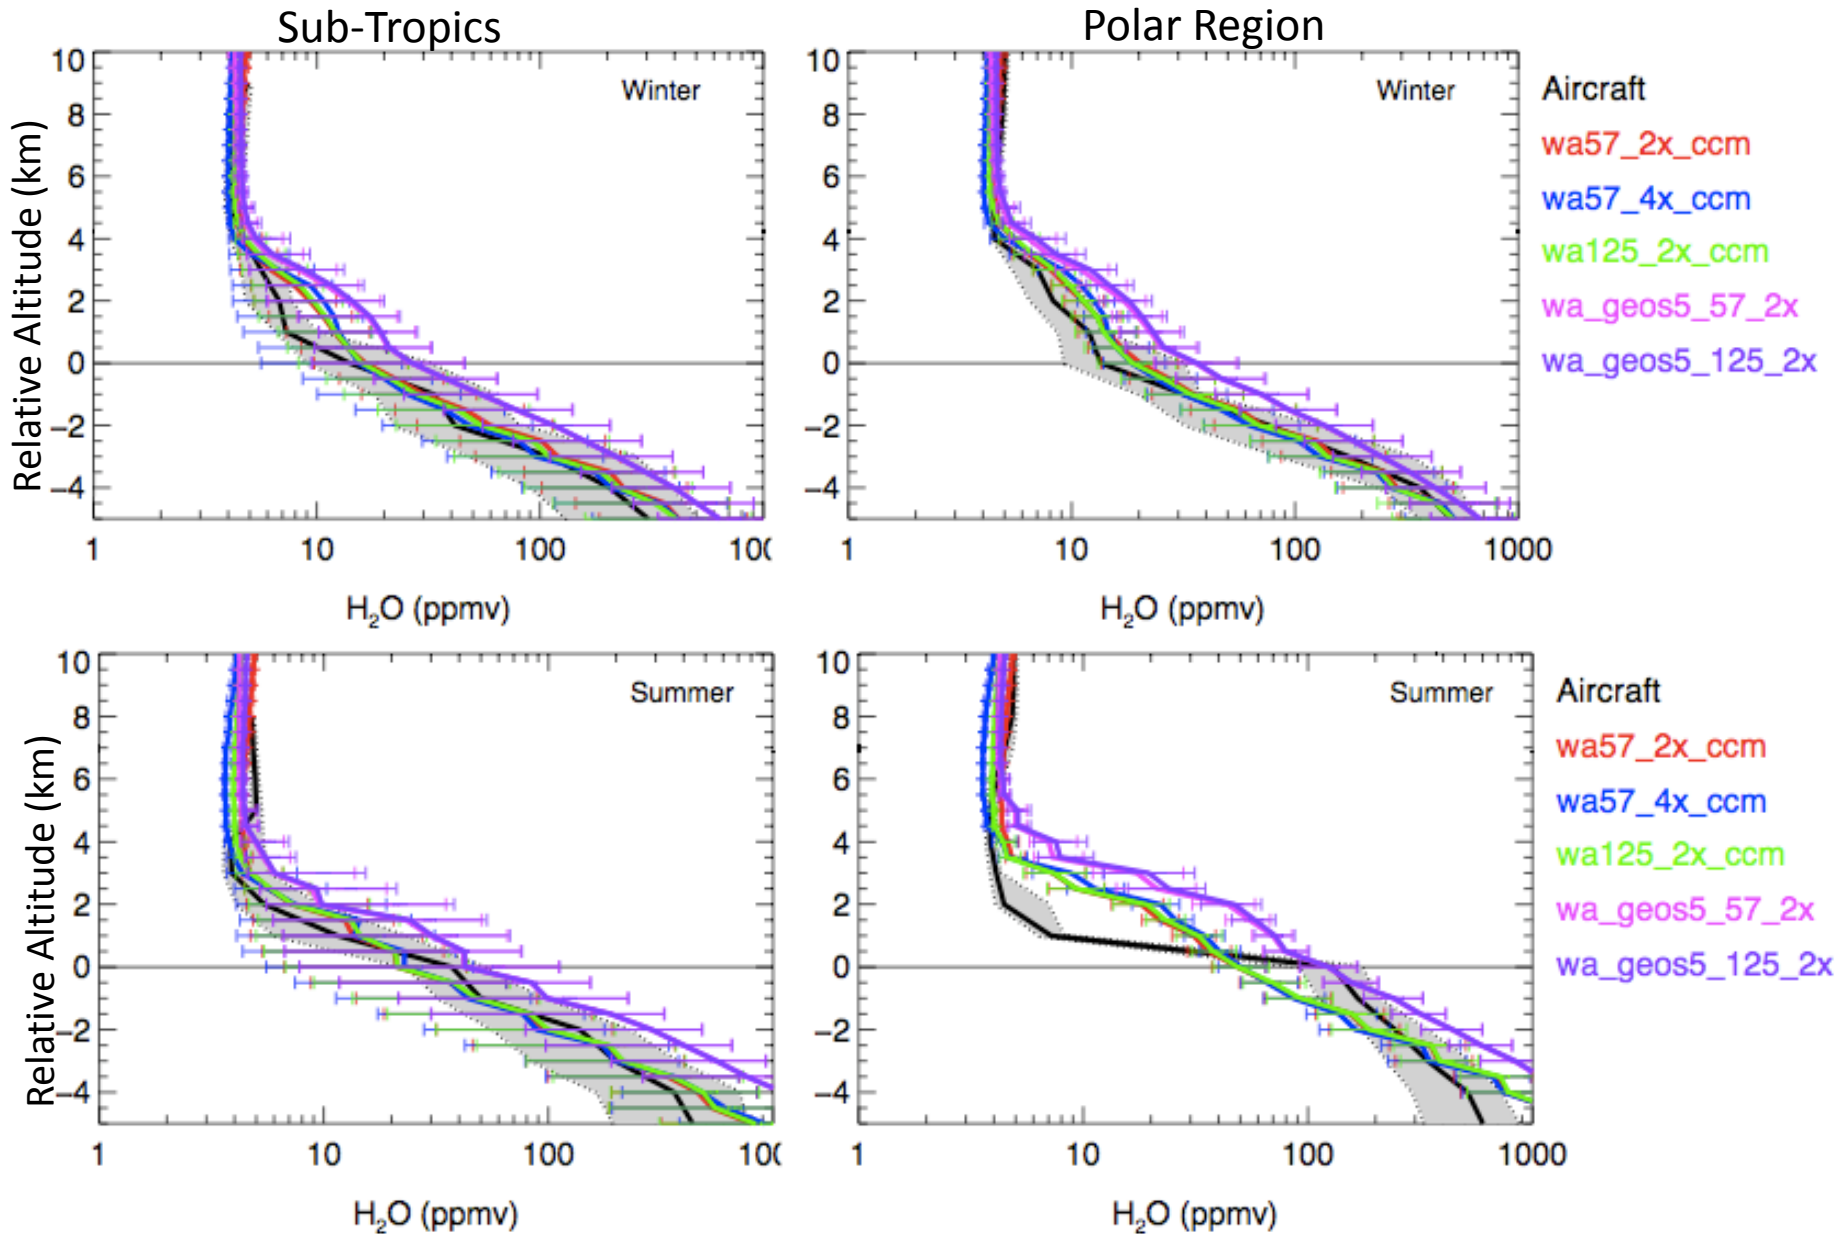 Sub-Tropics
Polar Region
10
8
6
4
2
0
−2
−4
Relative Altitude (km)
Winter
1
10
100
10
H2O (ppmv)
10
8
6
4
2
0
−2
−4
Winter
1
10
100
1000
H2O (ppmv)
Aircraft
wa57_2x_ccm
wa57_4x_ccm
wa125_2x_ccm
wa_geos5_57_2x
wa_geos5_125_2x
10
8
6
4
2
0
−2
−4
Relative Altitude (km)
Summer
1
10
100
10
H2O (ppmv)
10
8
6
4
2
0
−2
−4
Summer
1
10
100
1000
H2O (ppmv)
Aircraft
wa57_2x_ccm
wa57_4x_ccm
wa125_2x_ccm
wa_geos5_57_2x
wa_geos5_125_2x